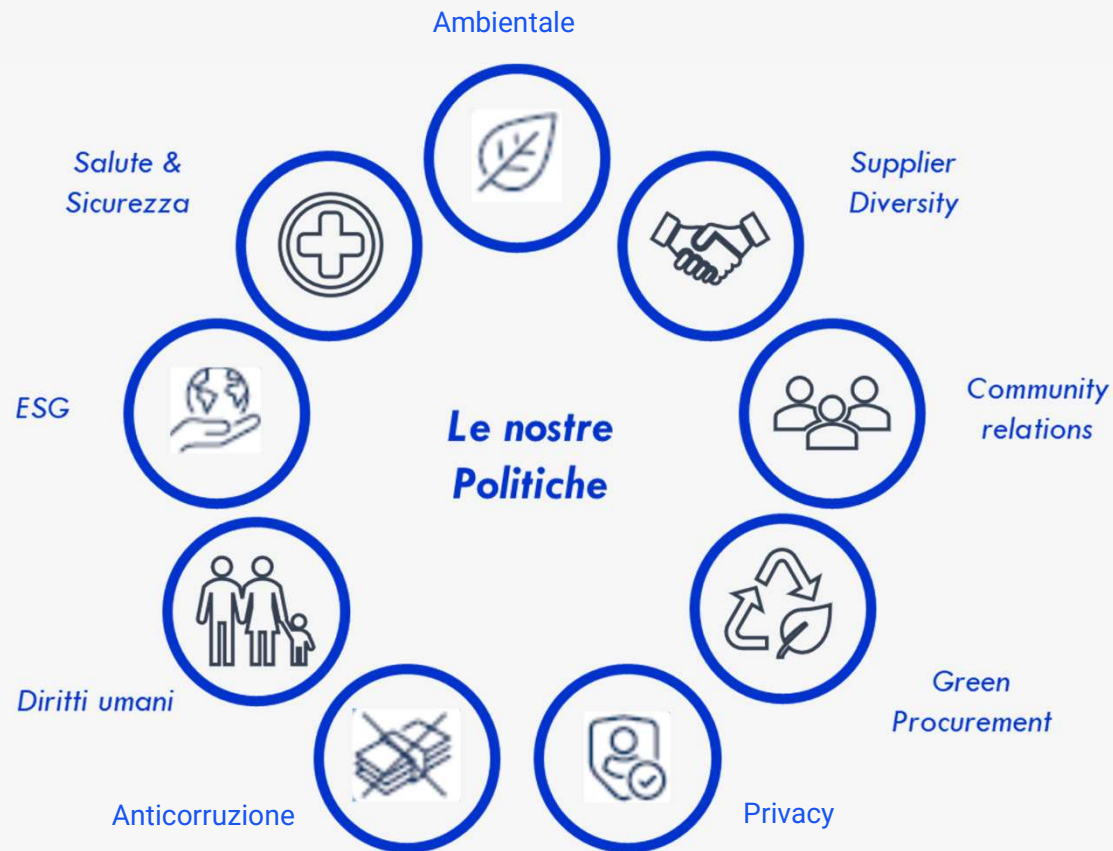 Ambientale
Salute &
Sicurezza
Supplier
Diversity
ESG
Community
relations
Le nostre
Politiche
Diritti umani
Green
Procurement
Anticorruzione
Privacy